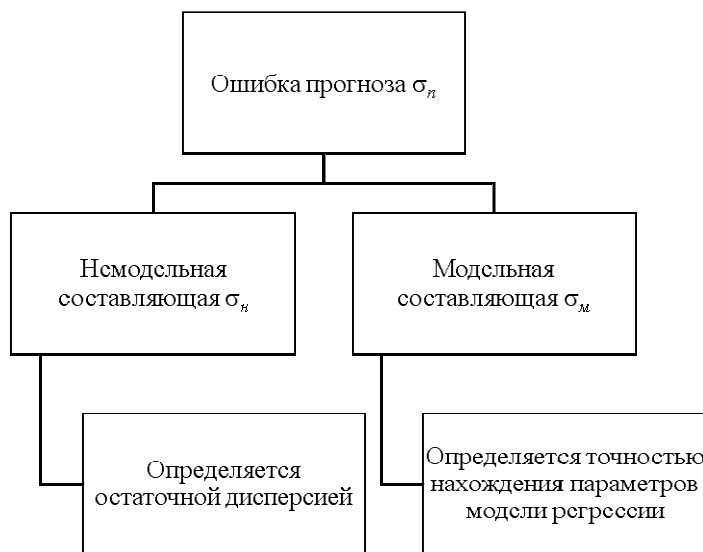 Ошибка прогноза σп
Немодельная
составляющая σн
Модельная
составляющая σм
Определяется
остаточной дисперсией
Определяется точностью
нахождения параметров
модели регрессии